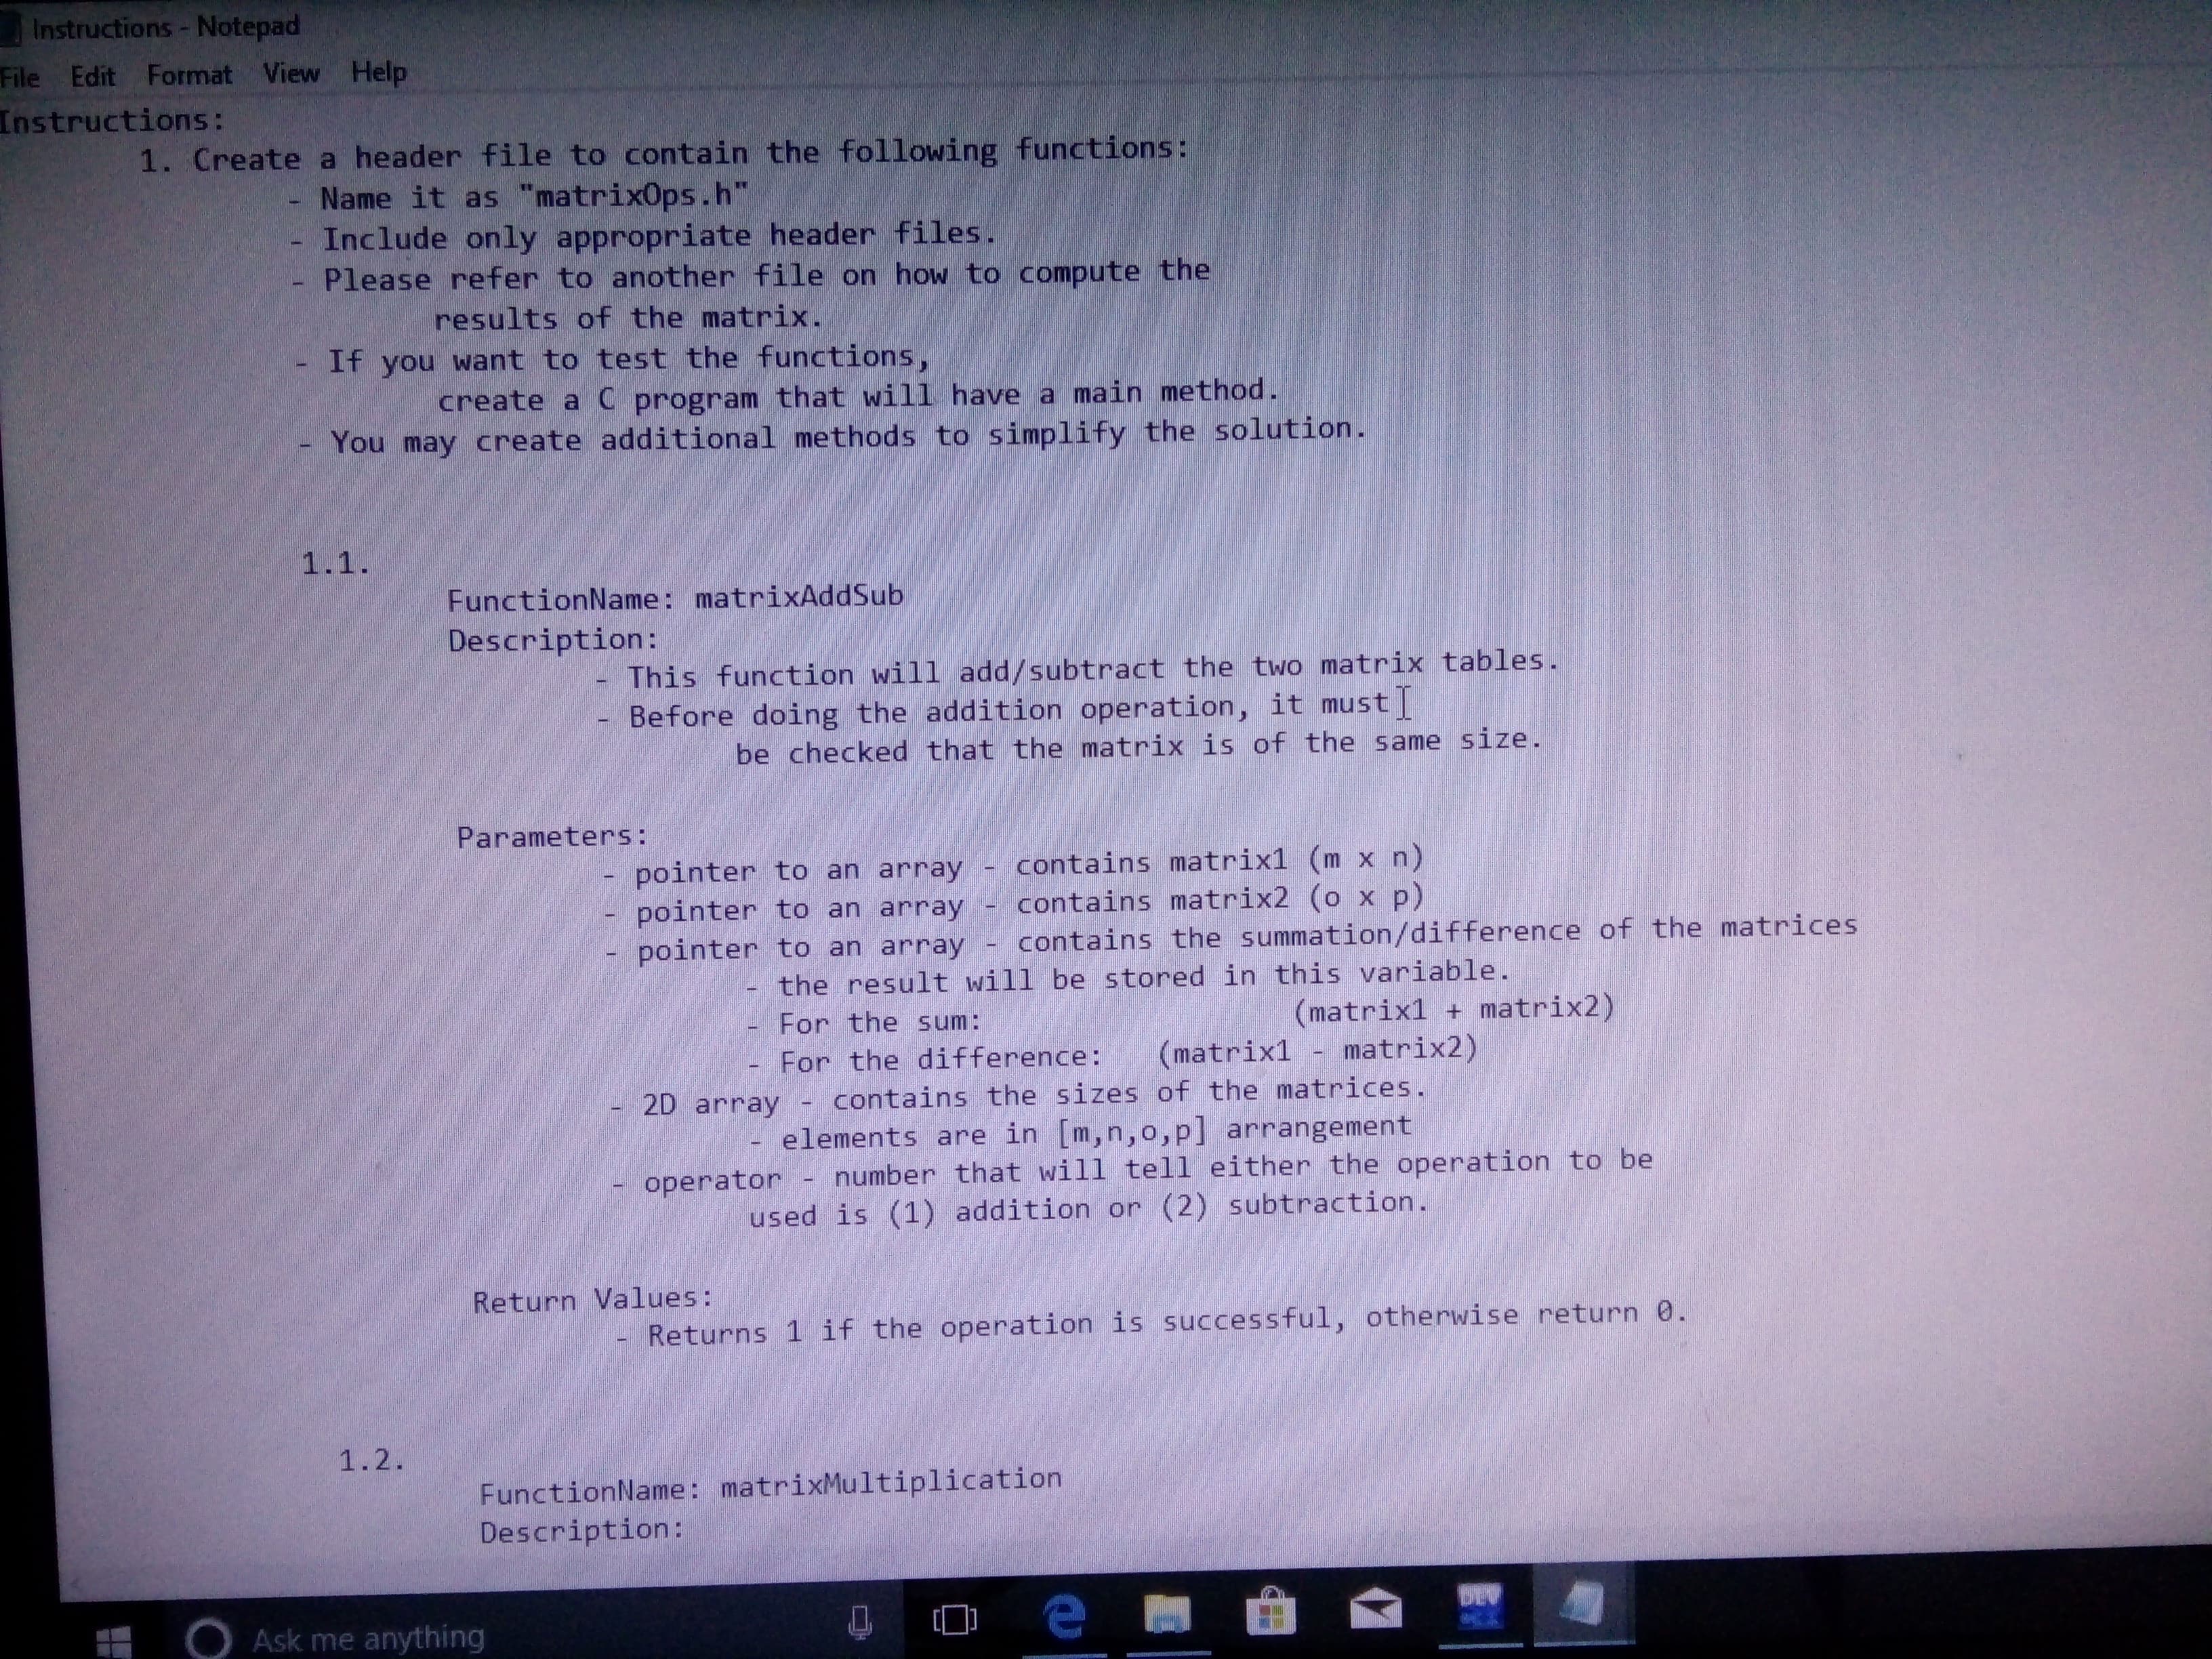 Instructions - Notepad
File Edit Format View Help
Instructions:
1. Create a header file to contain the following functions:
- Name it as "matrixOps.h"
- Include only appropriate header files.
- Please refer to another file on how to compute the
results of the matrix.
- If you want to test the functions,
create a C program that will have a main method.
- You may create additional methods to simplify the solution.
1.1.
FunctionName: matrixAddSub
Description:
- This function will add/subtract the two matrix tables.
- Before doing the addition operation, it must
be checked that the matrix is of the same size.
Parameters:
- pointer to an array - contains matrix1 (m x n)
- pointer to an array - contains matrix2 (o x p)
- pointer to an array - contains the summation/difference of the matrices
- the result will be stored in this variable.
- For the sum: (matrix1 + matrix2)
- For the difference: (matrix1 - matrix2)
- 2D array - contains the sizes of the matrices.
- elements are in [m,n,o,p] arrangement
- operator - number that will tell either the operation to be
used is (1) addition or (2) subtraction.
Return Values:
- Returns 1 if the operation is successful, otherwise return 0.
1.2.
FunctionName: matrixMultiplication
Description:
Ask me anything
DEV